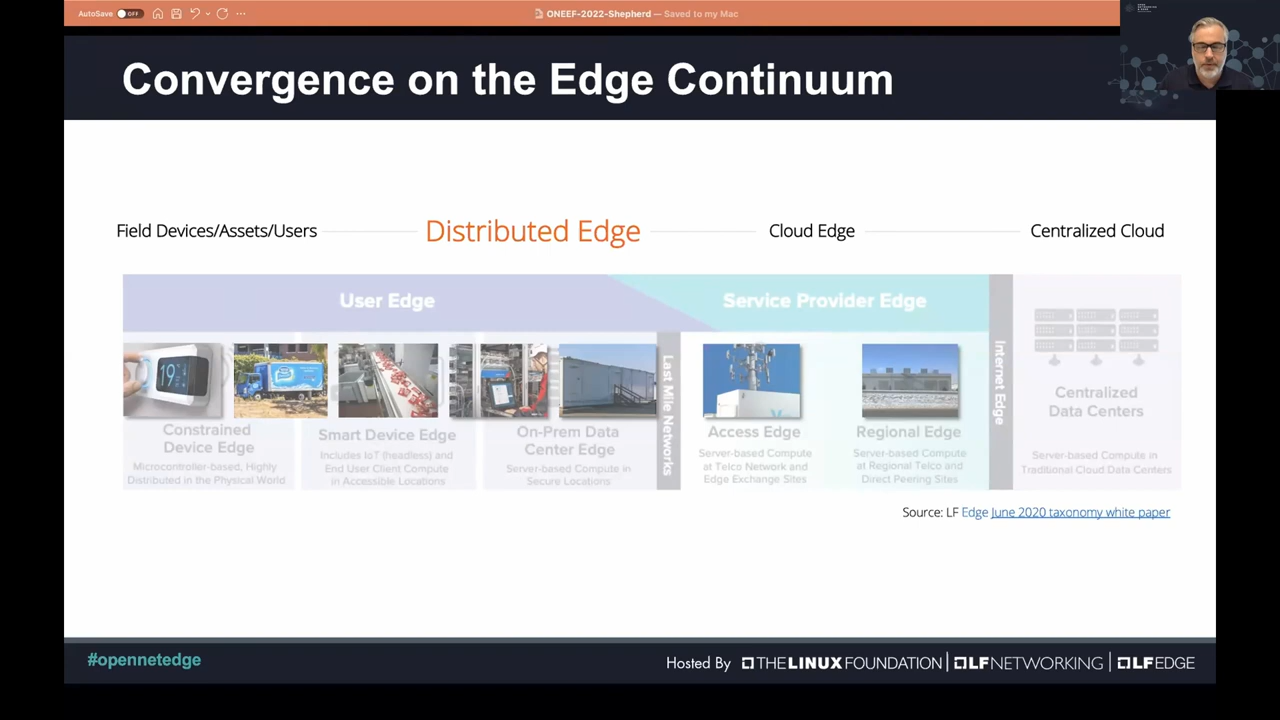 AutoSave OFF
ONEEF-2022-Shepherd — Saved to my Mac
Convergence on the Edge Continuum
Field Devices/Assets/Users
Distributed Edge
Cloud Edge
Centralized Cloud
User Edge
Service Provider Edge
Last Mile Networks
Internet Edge
19
Constrained
Device Edge
Microcontroller-based, Highly
Distributed in the Physical World
Smart Device Edge
Includes IoT (headless) and
End User Client Compute
in Accessible Locations
On-Prem Data
Center Edge
Server-based Compute in
Secure Locations
Access Edge
Server-based Compute
at Telco Network and
Edge Exchange Sites
Regional Edge
Server-based Compute
at Regional Telco and
Direct Peering Sites
Centralized
Data Centers
Server-based Compute in
Traditional Cloud Data Centers
Source: LF Edge June 2020 taxonomy white paper
#opennetedge
Hosted By THE LINUX FOUNDATION | LFNETWORKING | LFEDGE